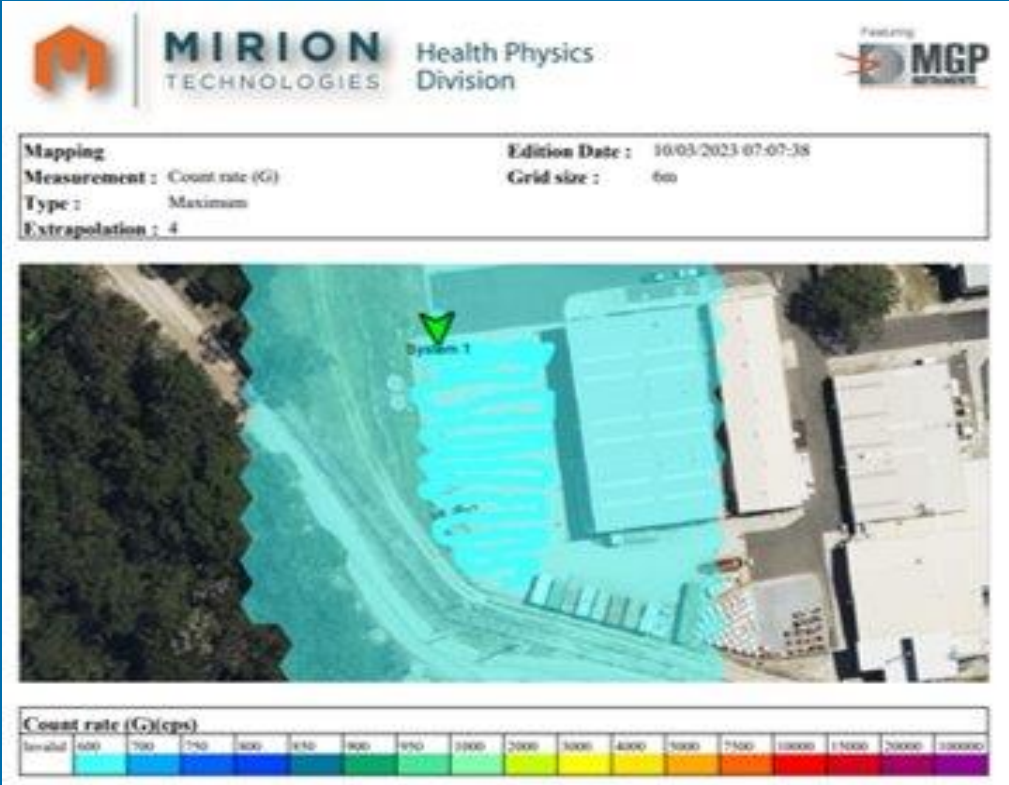 MIRION
TECHNOLOGIES
Health Physics
Division
Featuring
MGP
INSTRUMENTS
Mapping
Edition Date : 10/03/2023 07:07:38
Measurement : Count rate (G)
Grid size : 6m
Type : Maximum
Extrapolation : 4
System 1
Count rate (G)(cps)
Invalid 600 700 750 800 850 900 950 1000 2000 3000 4000 5000 7500 10000 15000 20000 100000